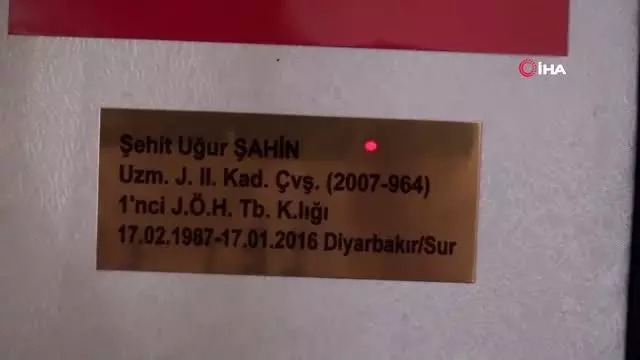 İHA
Şehit Uğur ŞAHİN
Uzm. J. II. Kad. Çvş. (2007-964)
1'nci J.Ö.H. Tb. K.lığı
17.02.1987-17.01.2016 Diyarbakır/Sur